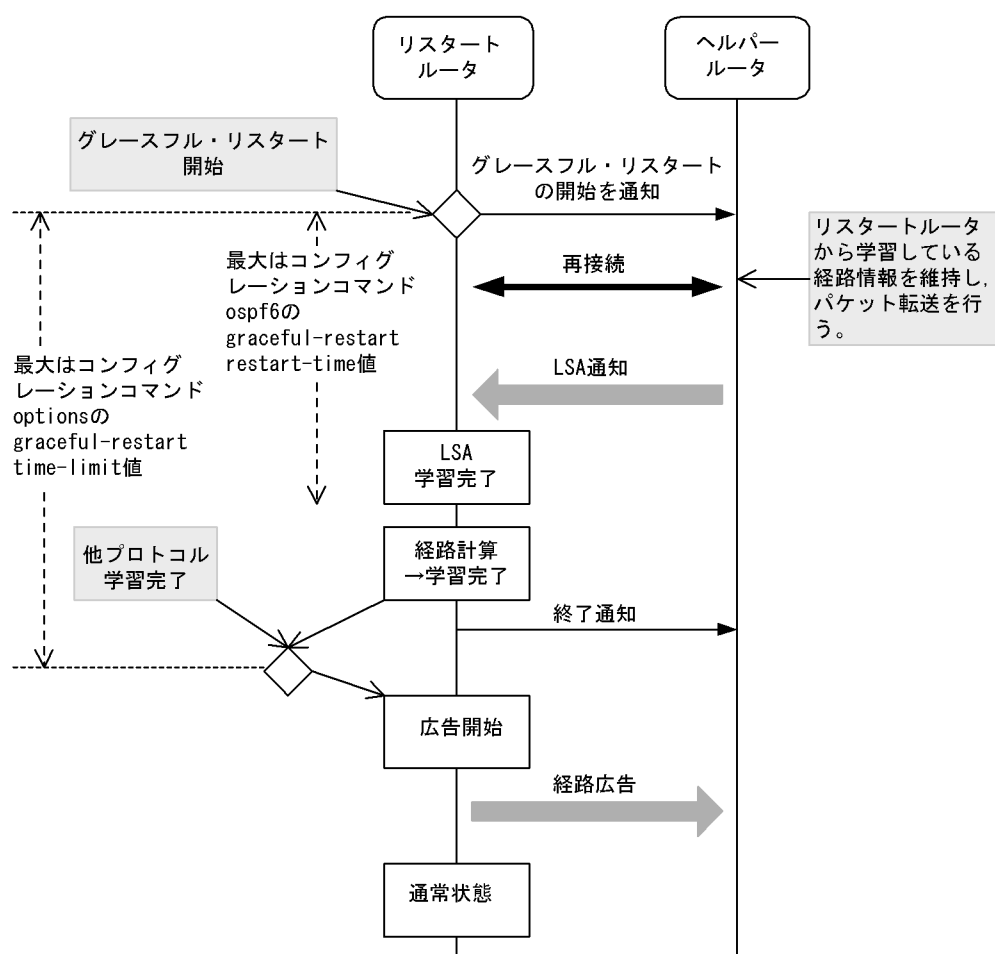 リスタート
ルータ
ヘルパー
ルータ
グレースフル・リスタート
開始
グレースフル・リスタート
の開始を通知
リスタートルータ
から学習している
経路情報を維持し,
パケット転送を行
う。
最大はコンフィグ
レーションコマンド
ospf6の
graceful-restart
restart-time値
再接続
最大はコンフィグ
レーションコマンド
optionsの
graceful-restart
time-limit値
LSA通知
LSA
学習完了
他プロトコル
学習完了
経路計算
→学習完了
終了通知
広告開始
経路広告
通常状態